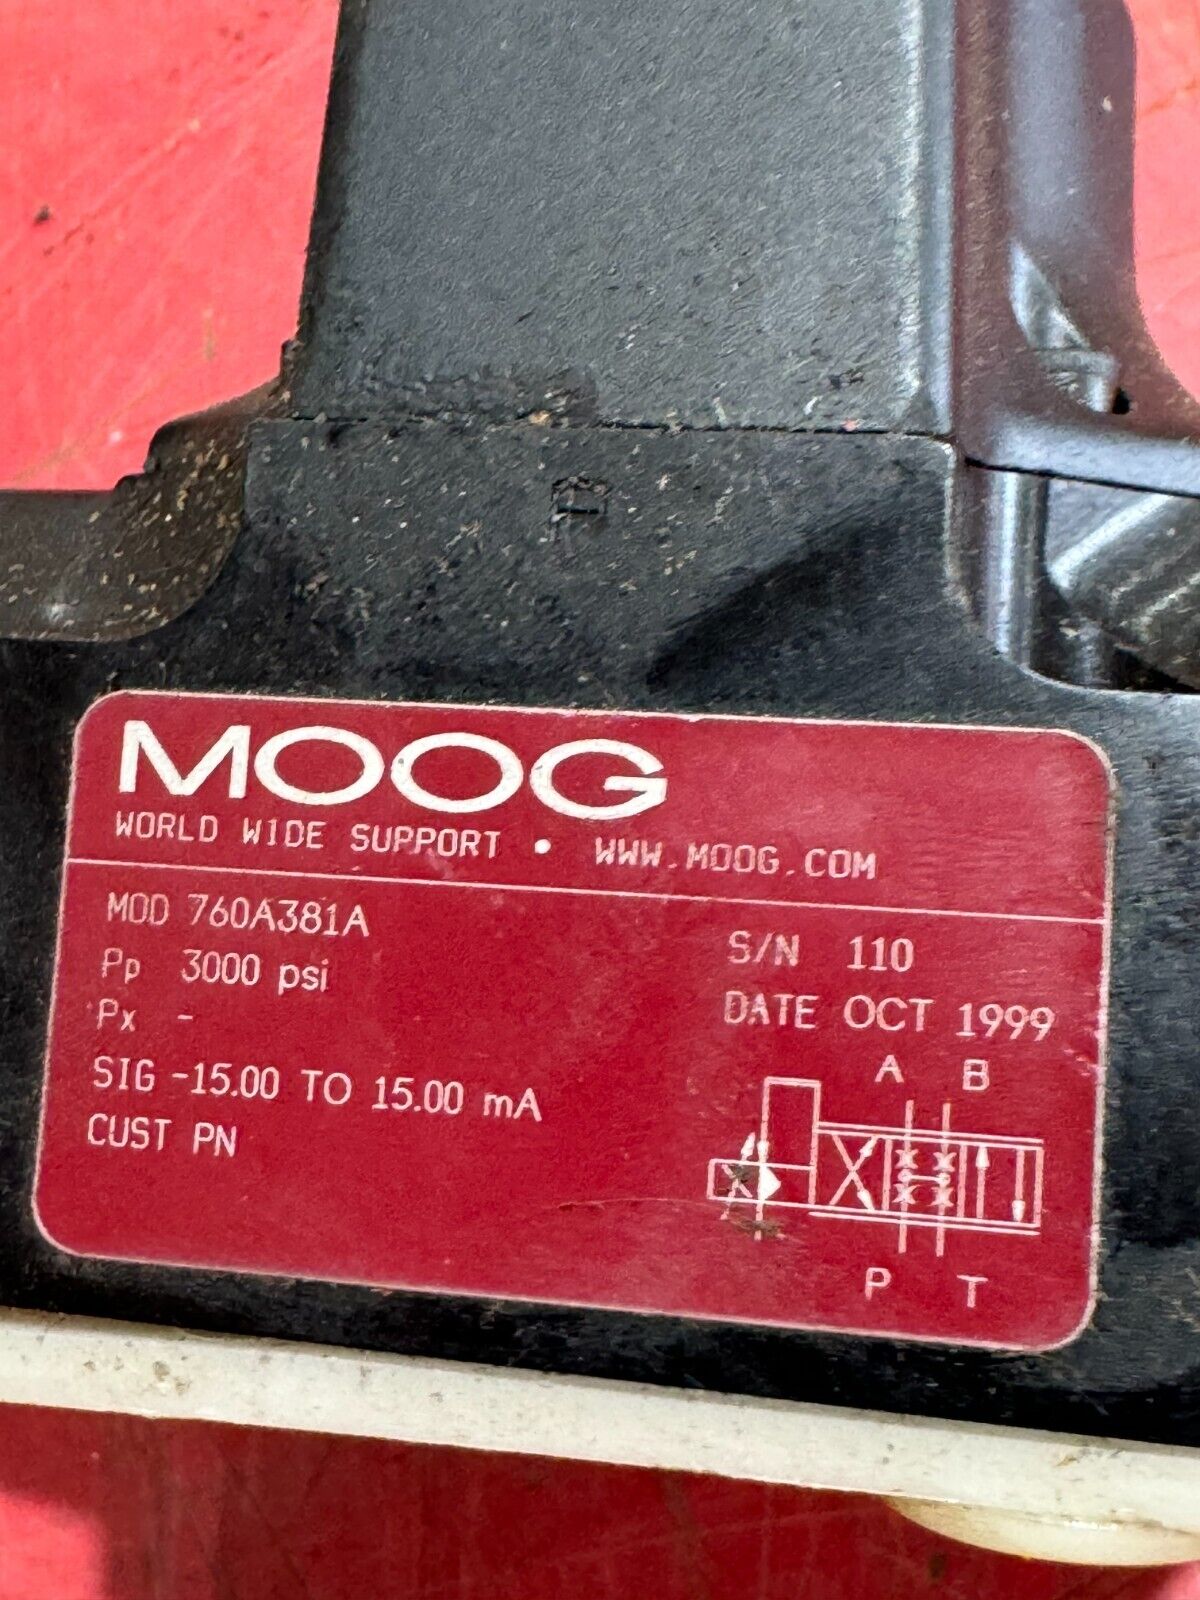 P
MOOG
WORLD WIDE SUPPORT • WWW.MOOG.COM
MOD 760A381A
Pp 3000 psi
Px -
SIG -15.00 TO 15.00 mA
CUST PN
S/N 110
DATE OCT 1999
A B
P T